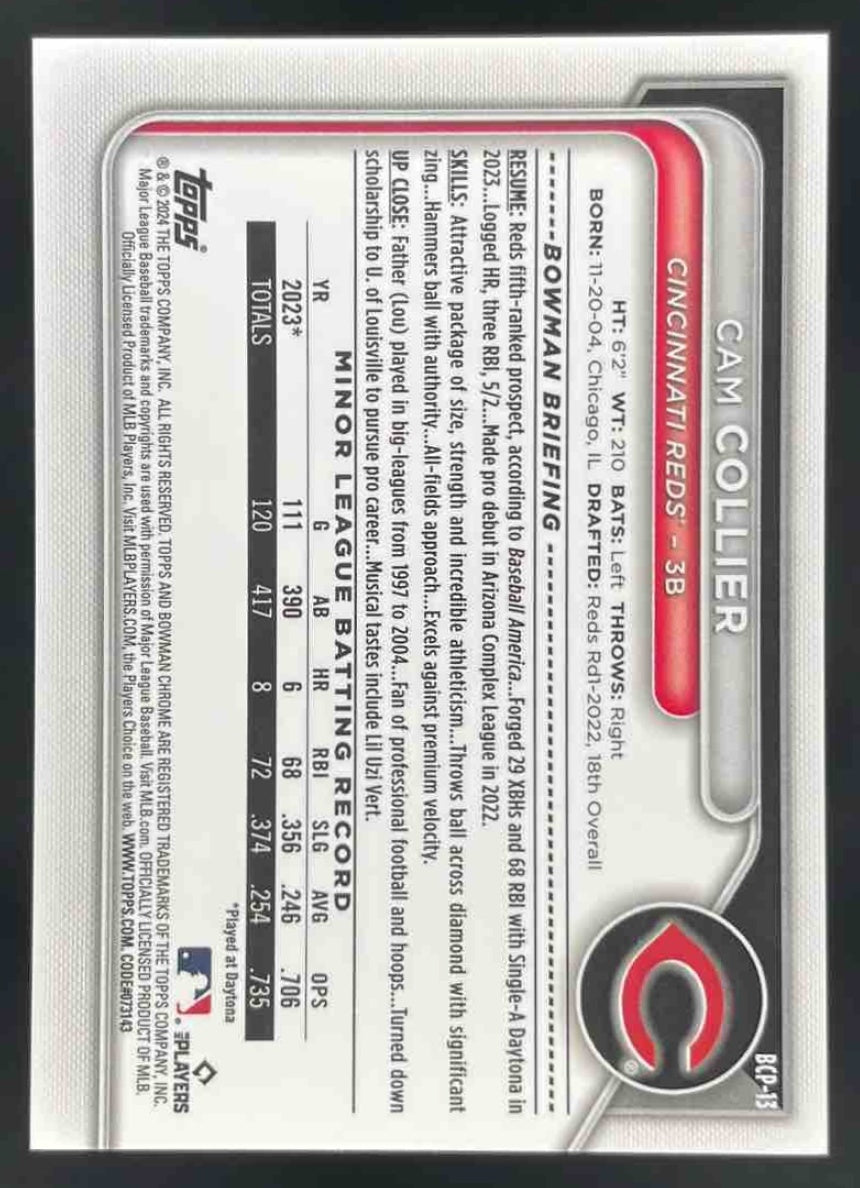 BCP-13
CAM COLLIER
CINCINNATI REDS® - 3B
HT: 6'2" WT: 210 BATS: Left THROWS: Right
BORN: 11-20-04, Chicago, IL DRAFTED: Reds Rd1-2022, 18th Overall
BOWMAN BRIEFING
RESUME: Reds fifth-ranked prospect, according to Baseball America...Forged 29 XBHs and 68 RBI with Single-A Daytona in
2023...Logged HR, three RBI, 5/2...Made pro debut in Arizona Complex League in 2022.
SKILLS: Attractive package of size, strength and incredible athleticism...Throws ball across diamond with significant
zing...Hammers ball with authority...All-fields approach...Excels against premium velocity.
UP CLOSE: Father (Lou) played in big-leagues from 1997 to 2004...Fan of professional football and hoops...Turned down
scholarship to U. of Louisville to pursue pro career...Musical tastes include Lil Uzi Vert.
MINOR LEAGUE BATTING RECORD
YR G AB HR RBI SLG AVG OPS
2023* 111 390 6 68 .356 .246 .706
TOTALS 120 417 8 72 .374 .254 .735
*Played at Daytona
topps®
MLB PLAYERS
® & © 2024 THE TOPPS COMPANY, INC. ALL RIGHTS RESERVED. TOPPS AND BOWMAN CHROME ARE REGISTERED TRADEMARKS OF THE TOPPS COMPANY, INC.
Major League Baseball trademarks and copyrights are used with permission of Major League Baseball. Visit MLB.com. OFFICIALLY LICENSED PRODUCT OF MLB
Officially Licensed Product of MLB Players, Inc. Visit MLBPLAYERS.COM, the Players Choice on the web. WWW.TOPPS.COM. CODE#073143